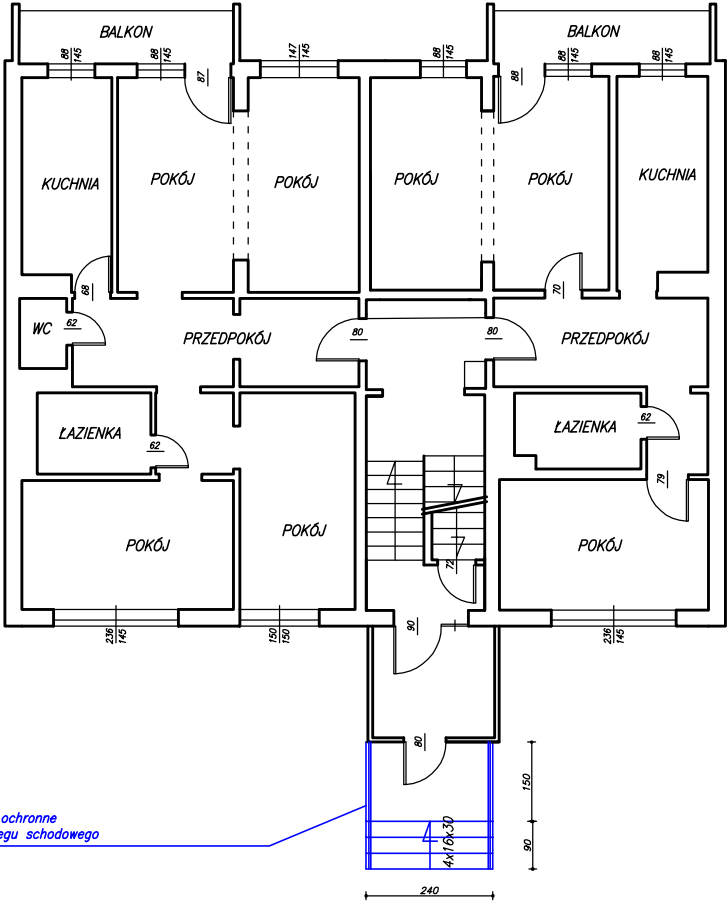 BALKON
BALKON
88
145
88
145
147
145
88
145
88
145
88
145
87
88
KUCHNIA
POKÓJ
POKÓJ
POKÓJ
POKÓJ
KUCHNIA
68
70
WC
62
PRZEDPOKÓJ
80
80
PRZEDPOKÓJ
ŁAZIENKA
62
ŁAZIENKA
62
79
POKÓJ
POKÓJ
POKÓJ
72
236
145
150
150
90
236
145
80
150
ochronne
egu schodowego
4x16x30
90
240